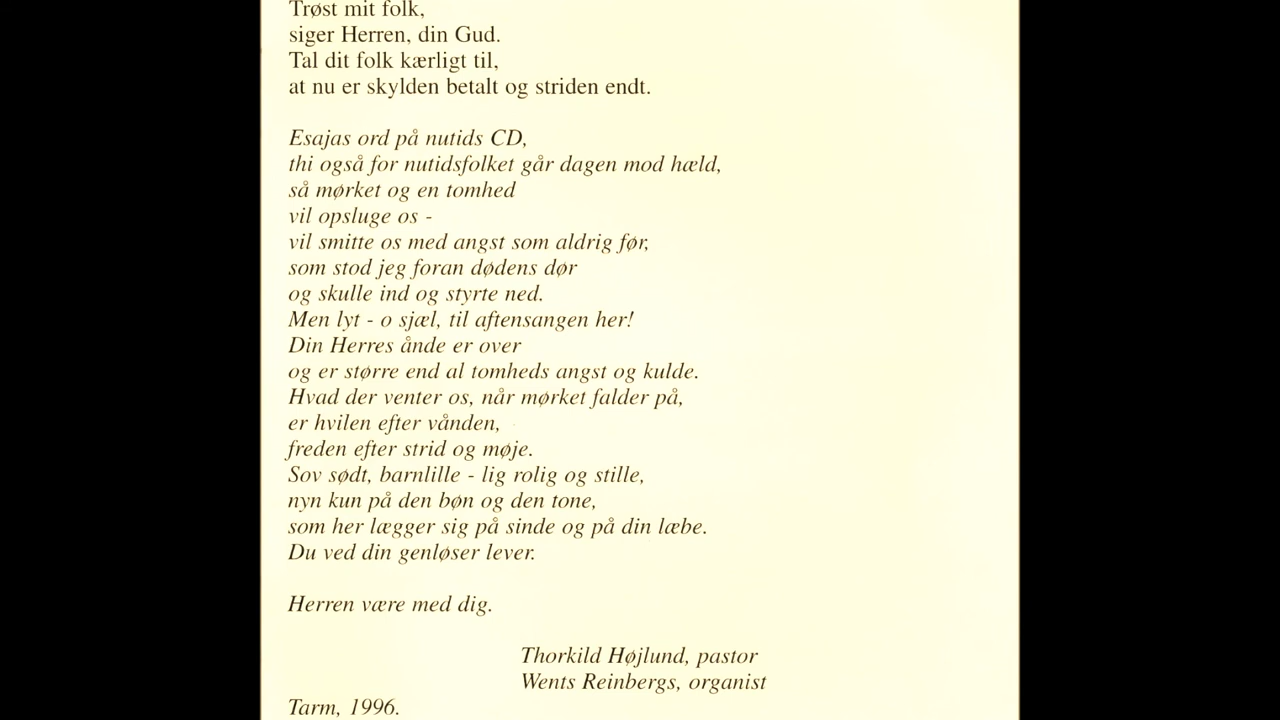 Trøst mit folk,
siger Herren, din Gud.
Tal dit folk kærligt til,
at nu er skylden betalt og striden endt.
Esajas ord på nutids CD,
thi også for nutidsfolket går dagen mod hæld,
så mørket og en tomhed
vil opsluge os -
vil smitte os med angst som aldrig før,
som stod jeg foran dødens dør
og skulle ind og styrte ned.
Men lyt - o sjæl, til aftensangen her!
Din Herres ånde er over
og er større end al tomheds angst og kulde.
Hvad der venter os, når mørket falder på,
er hvilen efter vånden,
freden efter strid og møje.
Sov sødt, barnlille - lig rolig og stille,
nyn kun på den bøn og den tone,
som her lægger sig på sinde og på din læbe.
Du ved din genløser lever.
Herren være med dig.
Thorkild Højlund, pastor
Wents Reinbergs, organist
Tarm, 1996.